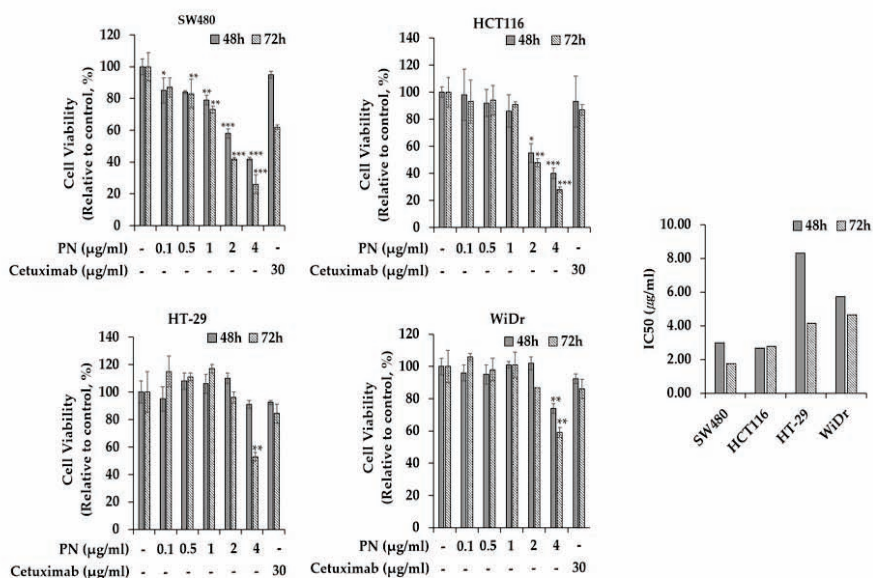 SW480
48h 72h
Cell Viability
(Relative to control, %)
120
100
80
60
40
20
0
* ** ** ** *** *** *** ***
PN (μg/ml) - 0.1 0.5 1 2 4 -
Cetuximab (μg/ml) - - - - - - 30
HCT116
48h 72h
Cell Viability
(Relative to control, %)
140
120
100
80
60
40
20
0
* ** *** ***
PN (μg/ml) - 0.1 0.5 1 2 4 -
Cetuximab (μg/ml) - - - - - - 30
HT-29
48h 72h
Cell Viability
(Relative to control, %)
140
120
100
80
60
40
20
0
**
PN (μg/ml) - 0.1 0.5 1 2 4 -
Cetuximab (μg/ml) - - - - - - 30
WiDr
48h 72h
Cell Viability
(Relative to control, %)
120
100
80
60
40
20
0
** **
PN (μg/ml) - 0.1 0.5 1 2 4 -
Cetuximab (μg/ml) - - - - - - 30
48h 72h
IC50 (μg/ml)
10.00
8.00
6.00
4.00
2.00
0.00
SW480
HCT116
HT-29
WiDr